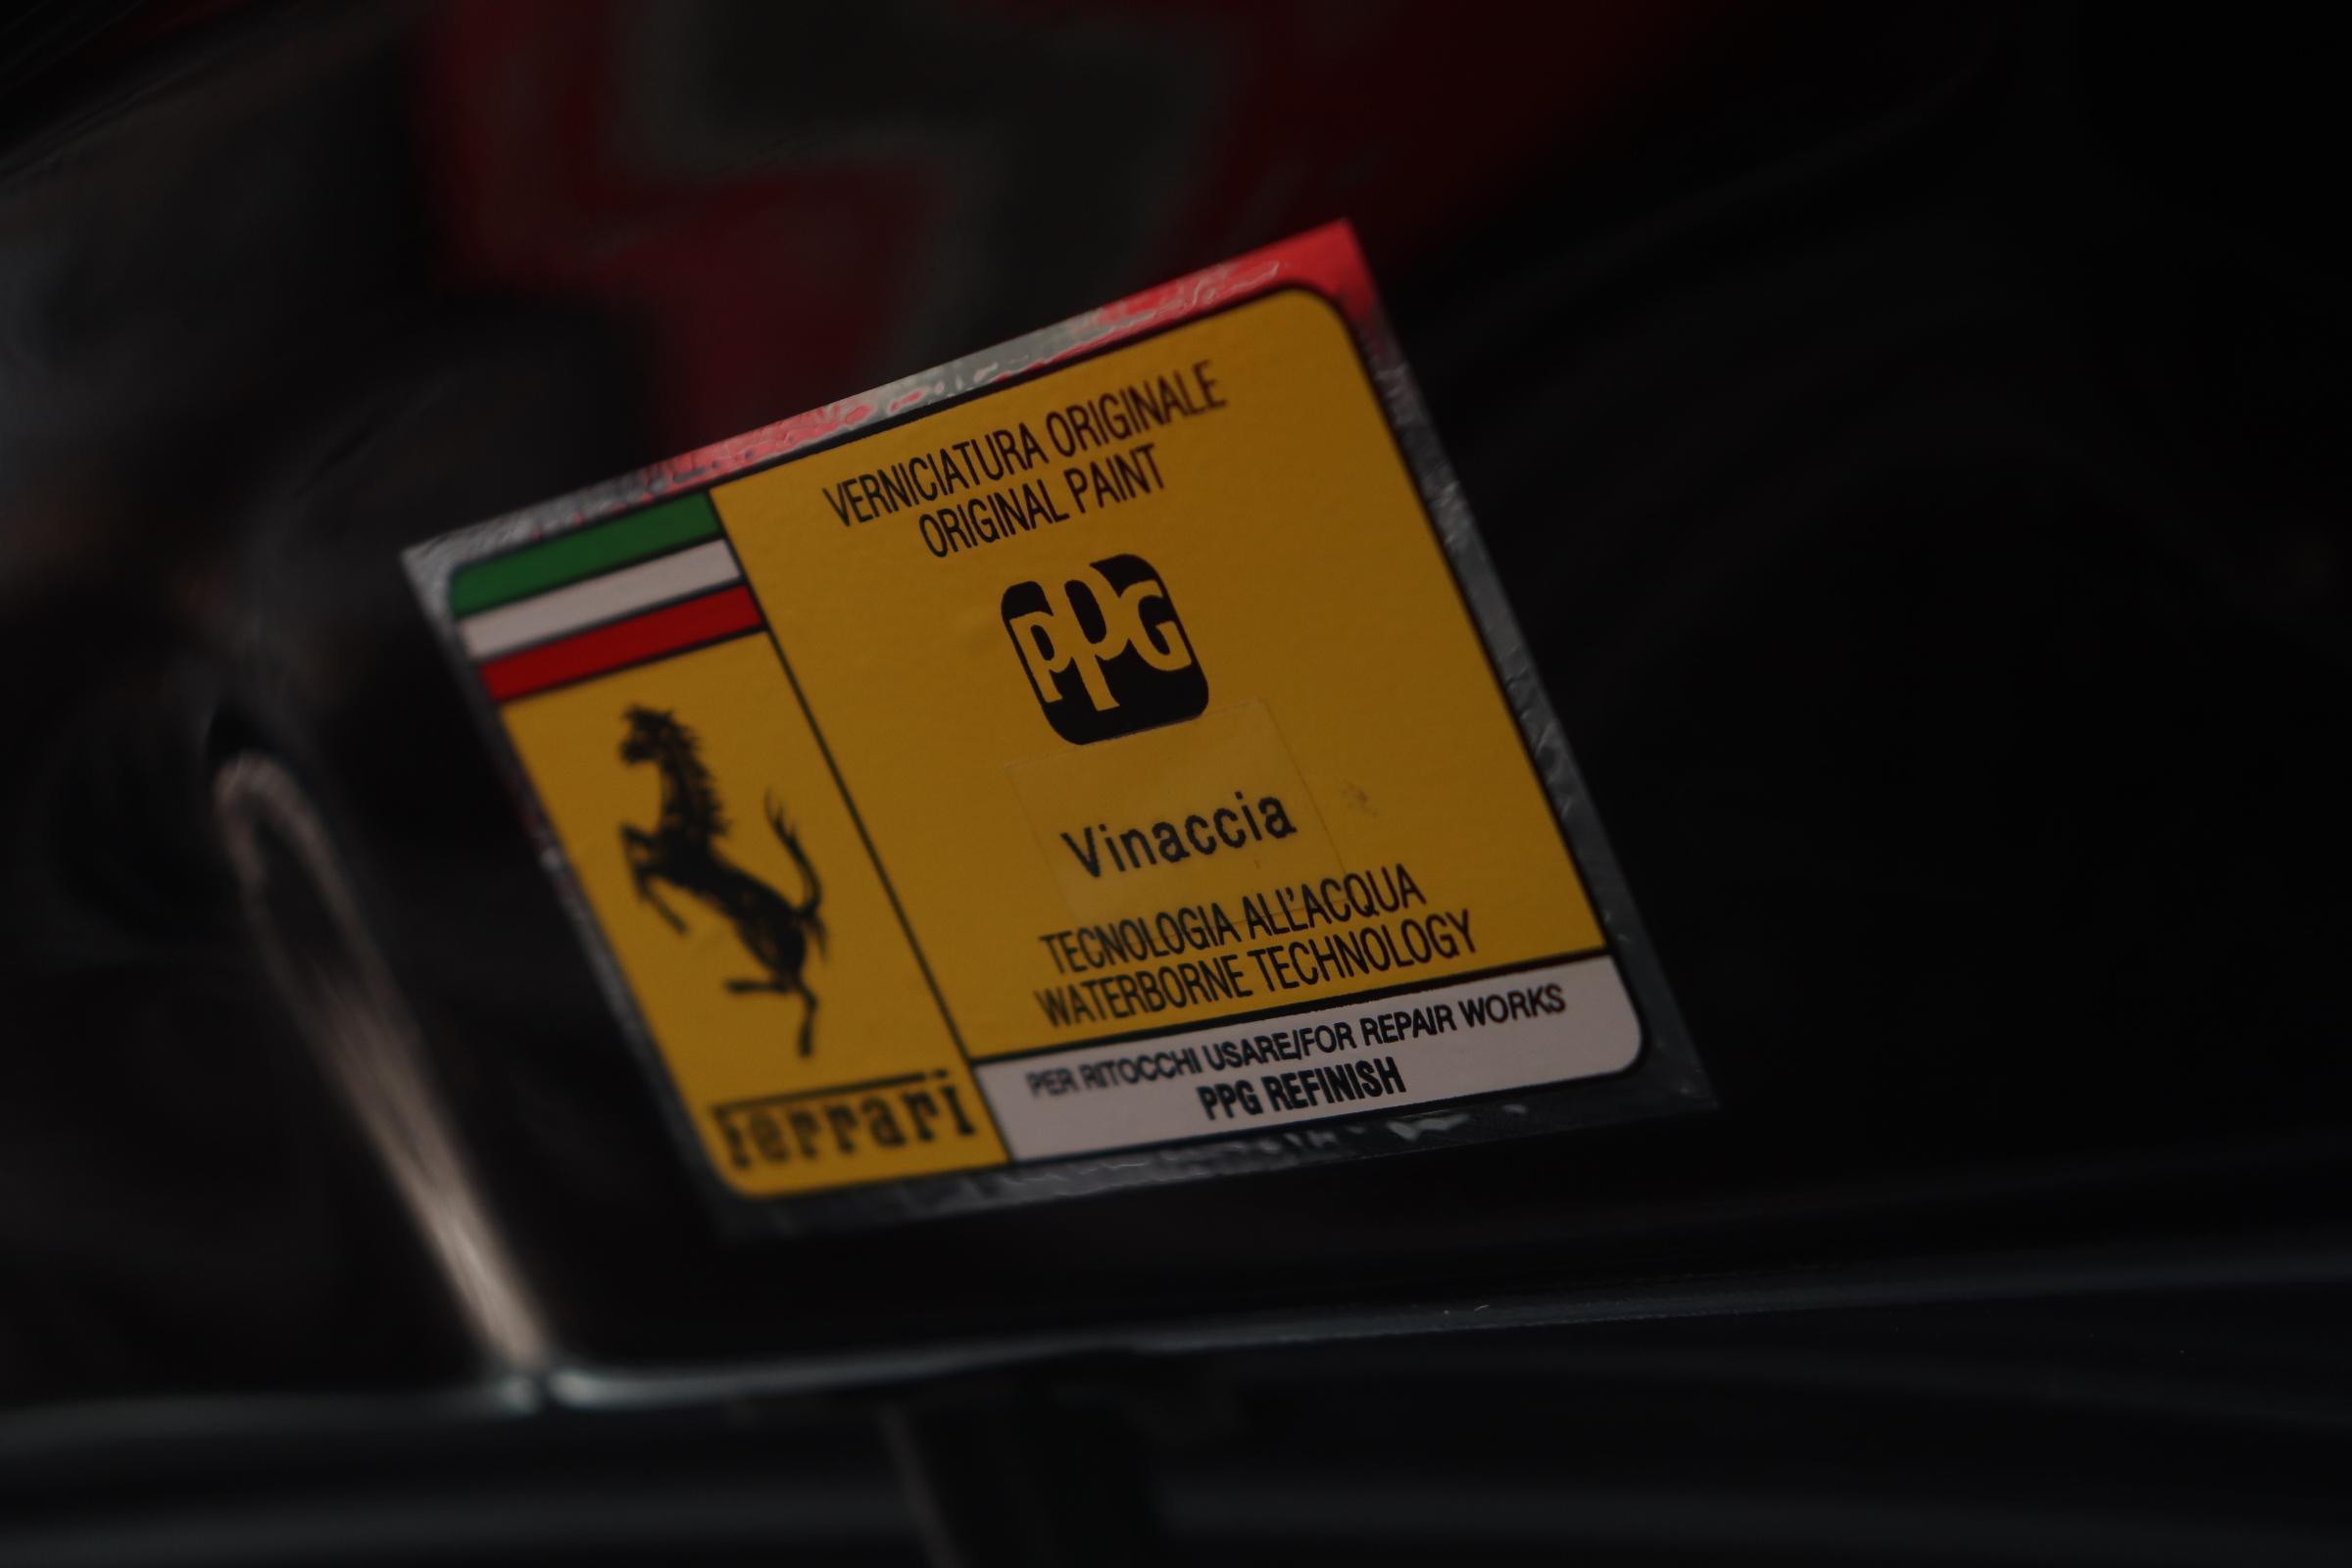 VERNICIATURA ORIGINALE
ORIGINAL PAINT
PPG
Vinaccia
TECNOLOGIA ALL'ACQUA
WATERBORNE TECHNOLOGY
Ferrari
PER RITOCCHI USARE/FOR REPAIR WORKS
PPG REFINISH